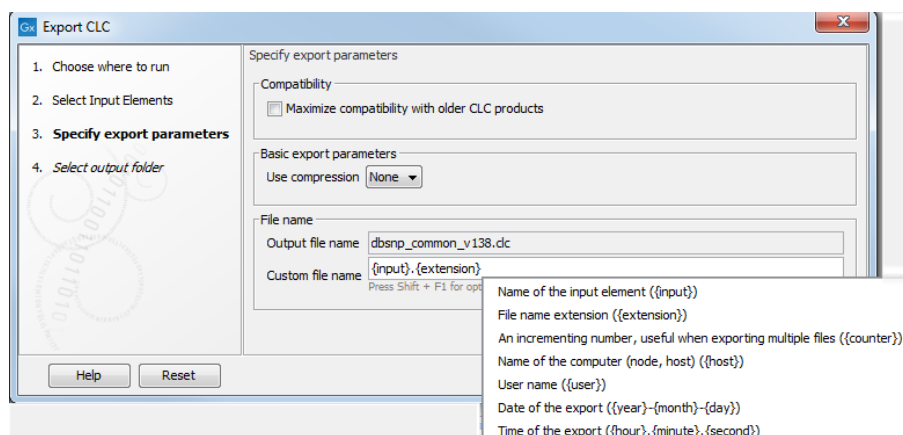 Gx Export CLC
X
1. Choose where to run
2. Select Input Elements
3. Specify export parameters
4. Select output folder
Specify export parameters
Compatibility
Maximize compatibility with older CLC products
Basic export parameters
Use compression None
File name
Output file name dbsnp_common_v138.clc
Custom file name {input}.{extension}
Press Shift + F1 for opt
Name of the input element ({input})
File name extension ({extension})
An incrementing number, useful when exporting multiple files ({counter})
Name of the computer (node, host) ({host})
User name ({user})
Date of the export ({year}-{month}-{day})
Time of the export ({hour}.{minute}.{second})
Help Reset